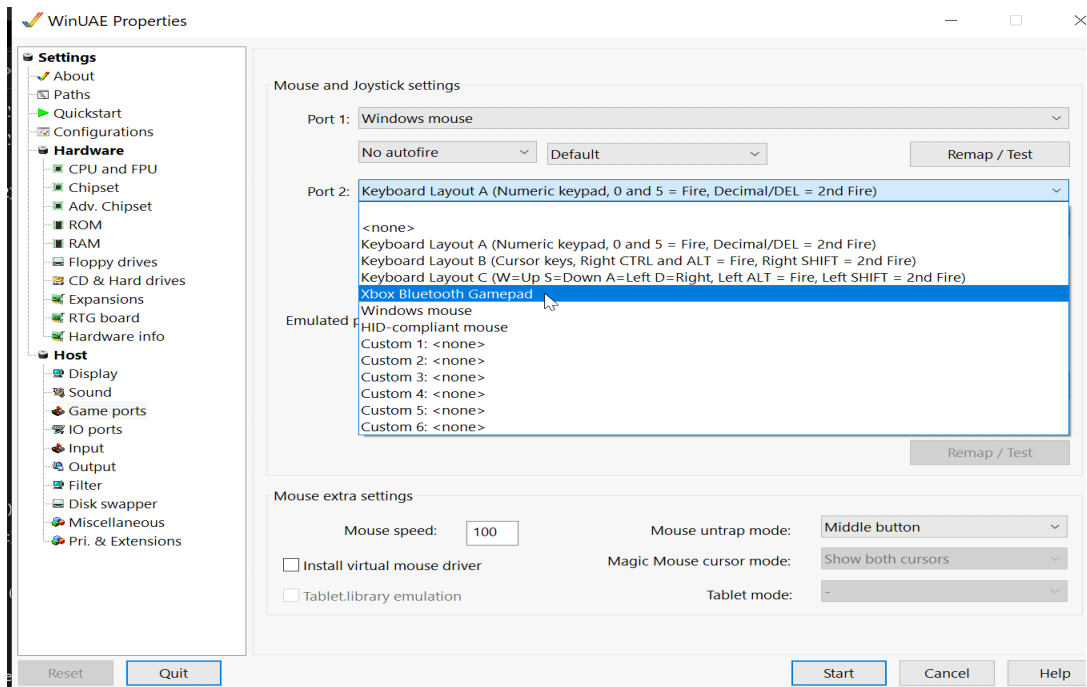 WinUAE Properties
Settings
About
Paths
Quickstart
Configurations
Hardware
CPU and FPU
Chipset
Adv. Chipset
ROM
RAM
Floppy drives
CD & Hard drives
Expansions
RTG board
Hardware info
Host
Display
Sound
Game ports
IO ports
Input
Output
Filter
Disk swapper
Miscellaneous
Pri. & Extensions
Mouse and Joystick settings
Port 1: Windows mouse
No autofire Default Remap / Test
Port 2: Keyboard Layout A (Numeric keypad, 0 and 5 = Fire, Decimal/DEL = 2nd Fire)
<none>
Keyboard Layout A (Numeric keypad, 0 and 5 = Fire, Decimal/DEL = 2nd Fire)
Keyboard Layout B (Cursor keys, Right CTRL and ALT = Fire, Right SHIFT = 2nd Fire)
Keyboard Layout C (W=Up S=Down A=Left D=Right, Left ALT = Fire, Left SHIFT = 2nd Fire)
Xbox Bluetooth Gamepad
Windows mouse
Emulated p
HID-compliant mouse
Custom 1: <none>
Custom 2: <none>
Custom 3: <none>
Custom 4: <none>
Custom 5: <none>
Custom 6: <none>
Remap / Test
Mouse extra settings
Mouse speed: 100 Mouse untrap mode: Middle button
Install virtual mouse driver Magic Mouse cursor mode: Show both cursors
Tablet.library emulation Tablet mode: -
Reset Quit Start Cancel Help